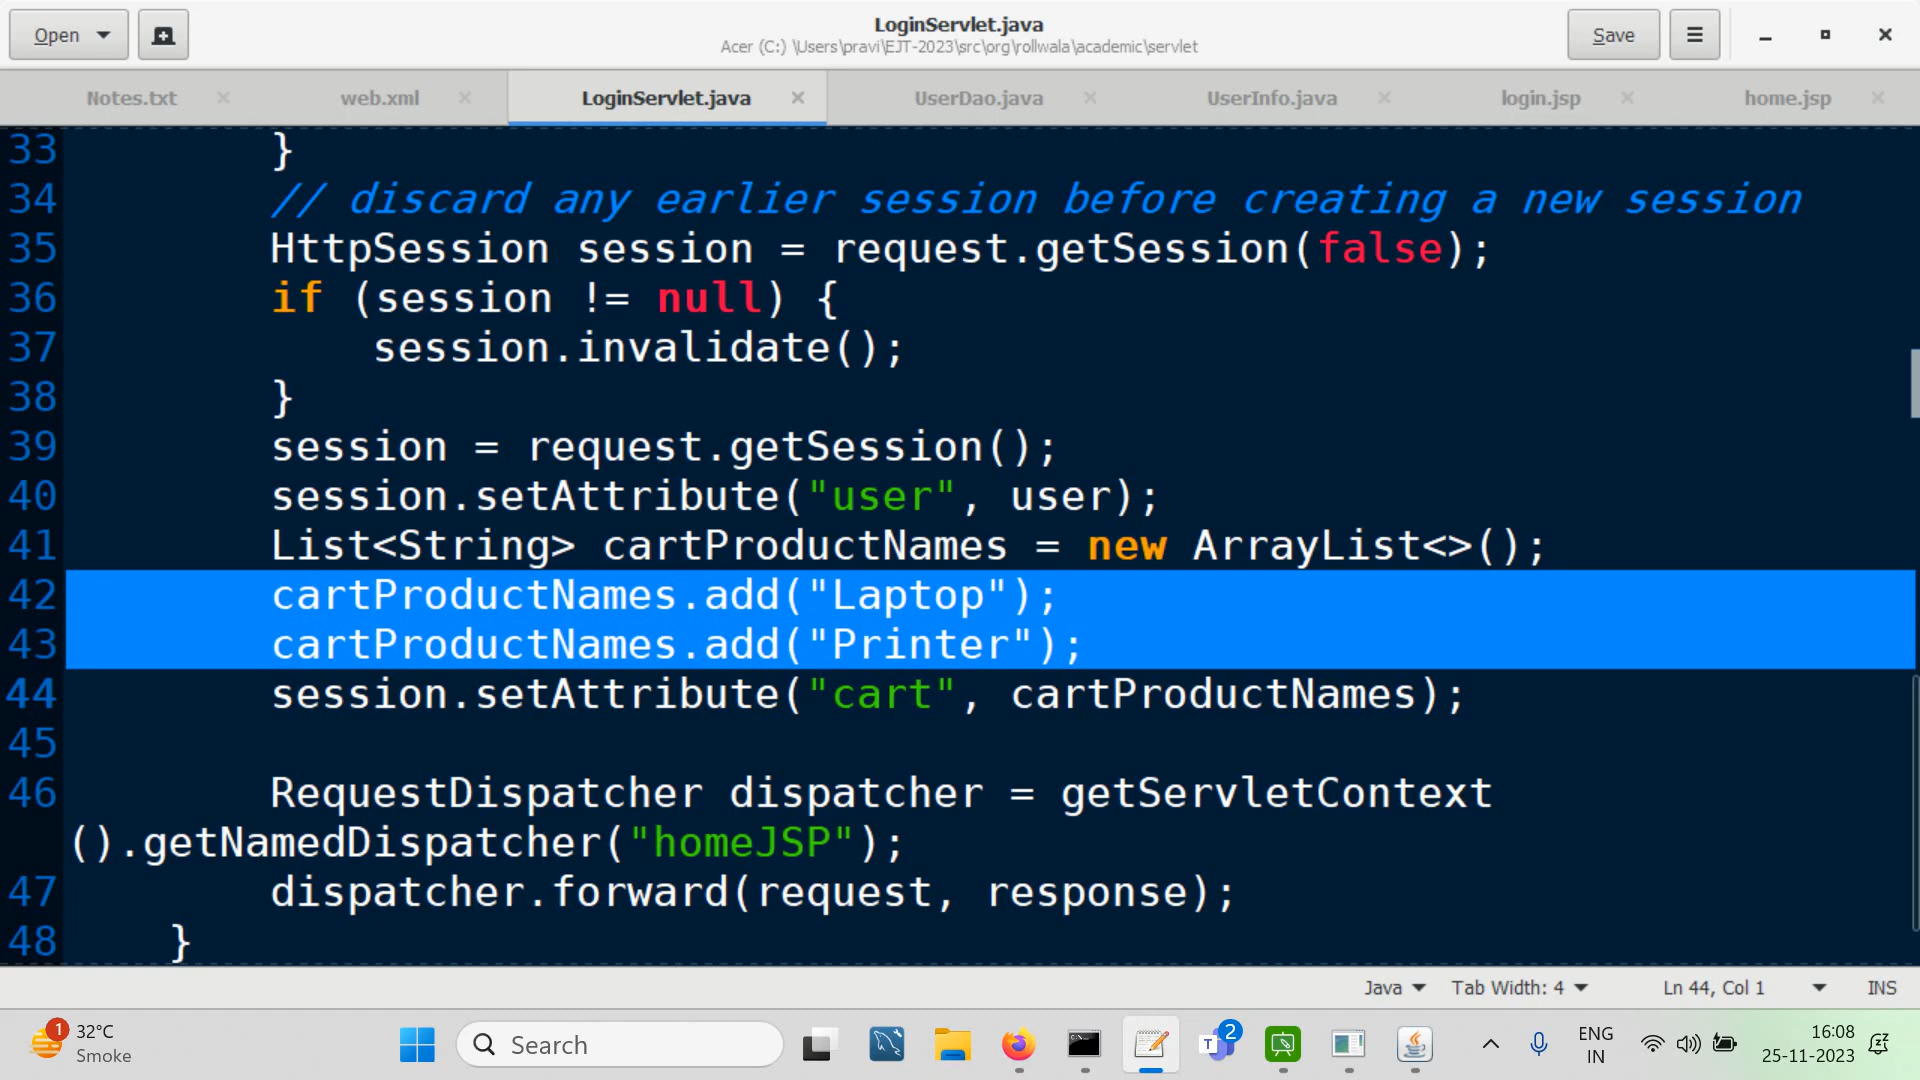 Open
LoginServlet.java
Acer (C:) \Users\pravi\EJT-2023\src\org\rollwala\academic\servlet
Save
Notes.txt
web.xml
LoginServlet.java
UserDao.java
UserInfo.java
login.jsp
home.jsp
33 }
34 // discard any earlier session before creating a new session
35 HttpSession session = request.getSession(false);
36 if (session != null) {
37 session.invalidate();
38 }
39 session = request.getSession();
40 session.setAttribute("user", user);
41 List<String> cartProductNames = new ArrayList<>();
42 cartProductNames.add("Laptop");
43 cartProductNames.add("Printer");
44 session.setAttribute("cart", cartProductNames);
45
46 RequestDispatcher dispatcher = getServletContext
().getNamedDispatcher("homeJSP");
47 dispatcher.forward(request, response);
48 }
Java
Tab Width: 4
Ln 44, Col 1
INS
1
32°C
Smoke
Search
T
2
ENG
IN
16:08
25-11-2023